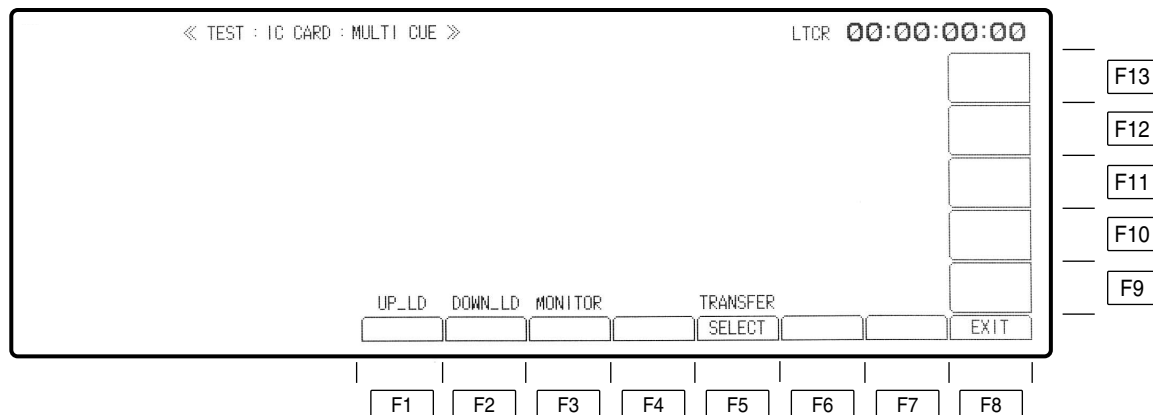 ≪ TEST : IC CARD : MULTI CUE ≫ LTCR 00:00:00:00
F13
F12
F11
F10
F9
UP_LD DOWN_LD MONITOR TRANSFER
SELECT EXIT
F1 F2 F3 F4 F5 F6 F7 F8